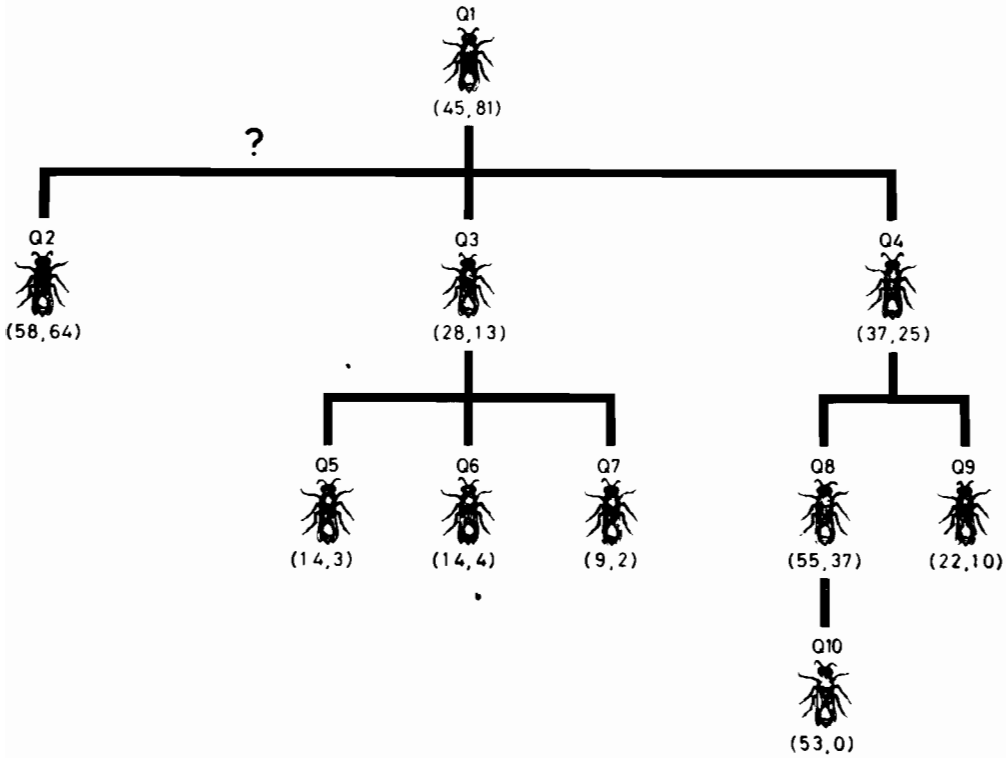 Q1
(45,81)
?
Q2
Q3
Q4
(58,64)
(28,13)
(37,25)
Q5
Q6
Q7
Q8
Q9
(14,3)
(14,4)
(9,2)
(55,37)
(22,10)
Q10
(53,0)